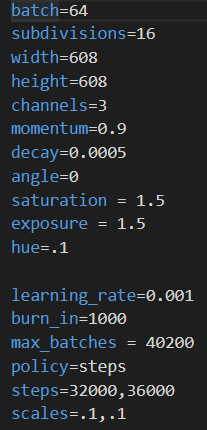 batch=64
subdivisions=16
width=608
height=608
channels=3
momentum=0.9
decay=0.0005
angle=0
saturation = 1.5
exposure = 1.5
hue=.1
learning_rate=0.001
burn_in=1000
max_batches = 40200
policy=steps
steps=32000,36000
scales=.1,.1